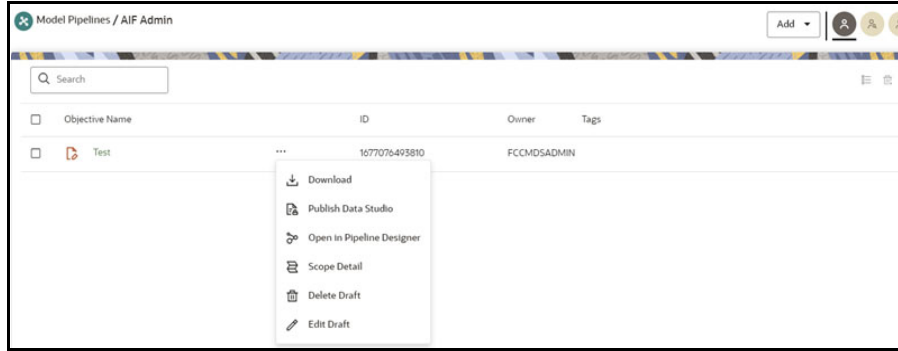 Model Pipelines / AIF Admin
Add
Search
Objective Name ID Owner Tags
Test ... 1677076493810 FCCMDSADMIN
Download
Publish Data Studio
Open in Pipeline Designer
Scope Detail
Delete Draft
Edit Draft